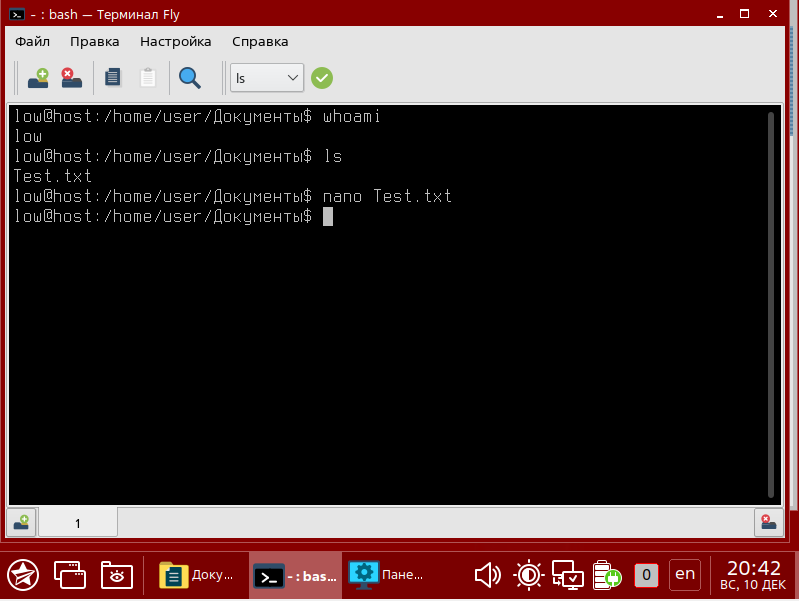 - : bash — Терминал Fly
Файл Правка Настройка Справка
ls
low@host:/home/user/Документы$ whoami
low
low@host:/home/user/Документы$ ls
Test.txt
low@host:/home/user/Документы$ nano Test.txt
low@host:/home/user/Документы$
1
Доку...
- : bas...
Пане...
0
en
20:42
ВС, 10 ДЕК